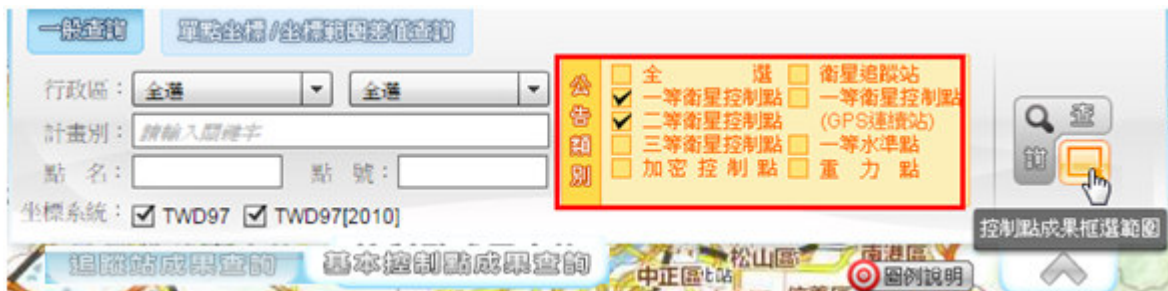 一般查詢 單點坐標/坐標範圍差值查詢
行政區： 全選 全選
計畫別： 請輸入關鍵字
點 名： 點 號：
坐標系統： TWD97 TWD97[2010]
公告類別
全 選 衛星追蹤站
一等衛星控制點 一等衛星控制點
二等衛星控制點 (GPS連續站)
三等衛星控制點 一等水準點
加密控制點 重力點
查
詢
控制點成果框選範圍
追蹤站成果查詢 基本控制點成果查詢
松山區 南港區
中正區 圖例說明